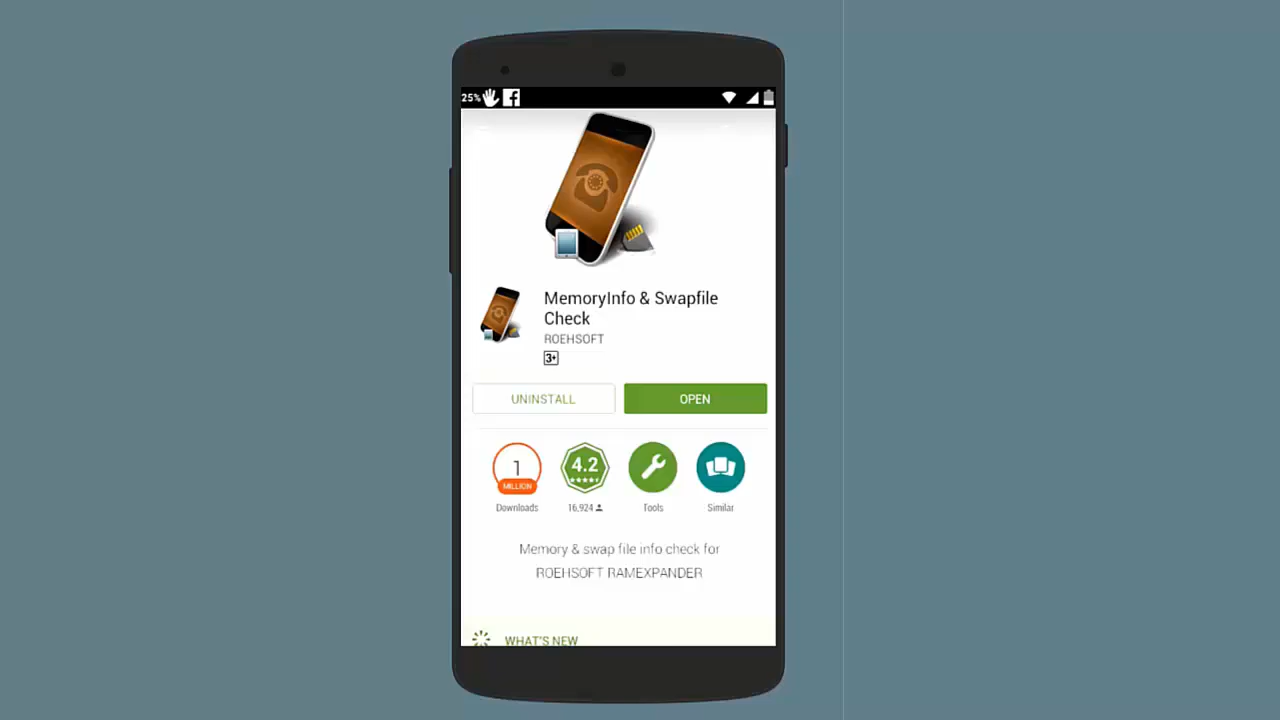 25%
MemoryInfo & Swapfile
Check
ROEHSOFT
3+
UNINSTALL
OPEN
1
MILLION
4.2
Downloads
16,924
Tools
Similar
Memory & swap file info check for
ROEHSOFT RAMEXPANDER
WHAT'S NEW